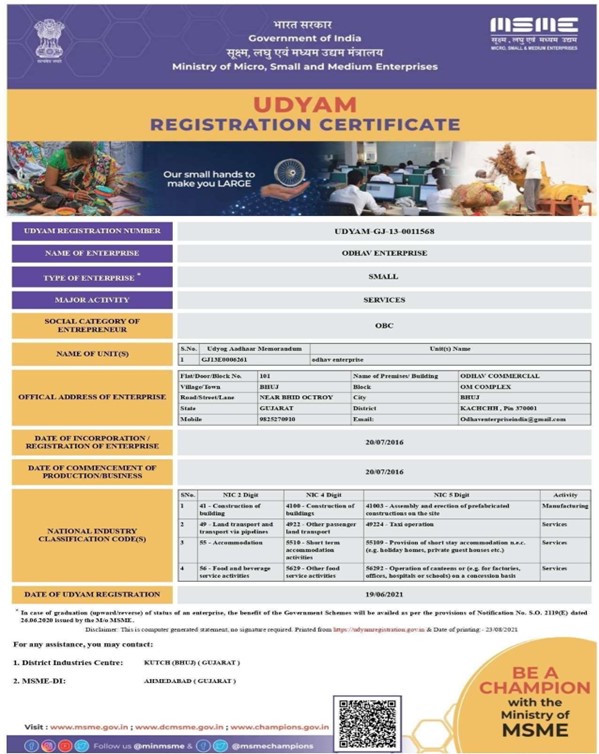 भारत सरकार
Government of India
सूक्ष्म, लघु एवं मध्यम उद्यम मंत्रालय
Ministry of Micro, Small and Medium Enterprises
सत्यमेव जयते
MSME
सूक्ष्म, लघु एवं मध्यम उद्यम
MICRO, SMALL & MEDIUM ENTERPRISES
UDYAM
REGISTRATION CERTIFICATE
Our small hands to
make you LARGE
UDYAM REGISTRATION NUMBER UDYAM-GJ-13-0011568
NAME OF ENTERPRISE ODHAV ENTERPRISE
TYPE OF ENTERPRISE * SMALL
MAJOR ACTIVITY SERVICES
SOCIAL CATEGORY OF
ENTREPRENEUR OBC
NAME OF UNIT(S)
S.No. Udyog Aadhaar Memorandum Unit(s) Name
1 GJ13E0006261 odhav enterprise
OFFICAL ADDRESS OF ENTERPRISE
Flat/Door/Block No. 101 Name of Premises/ Building ODHAV COMMERCIAL
Village/Town BHUJ Block OM COMPLEX
Road/Street/Lane NEAR BHID OCTROY City BHUJ
State GUJARAT District KACHCHH , Pin 370001
Mobile 9825270910 Email: Odhaventerpriseindia@gmail.com
DATE OF INCORPORATION /
REGISTRATION OF ENTERPRISE 20/07/2016
DATE OF COMMENCEMENT OF
PRODUCTION/BUSINESS 20/07/2016
NATIONAL INDUSTRY
CLASSIFICATION CODE(S)
SNo. NIC 2 Digit NIC 4 Digit NIC 5 Digit Activity
1 41 - Construction of building 4100 - Construction of buildings 41003 - Assembly and erection of prefabricated constructions on the site Manufacturing
2 49 - Land transport and transport via pipelines 4922 - Other passenger land transport 49224 - Taxi operation Services
3 55 - Accommodation 5510 - Short term accommodation activities 55109 - Provision of short stay accommodation n.e.c. (e.g. holiday homes, private guest houses etc.) Services
4 56 - Food and beverage service activities 5629 - Other food service activities 56292 - Operation of canteens or (e.g. for factories, offices, hospitals or schools) on a concession basis Services
DATE OF UDYAM REGISTRATION 19/06/2021
* In case of graduation (upward/reverse) of status of an enterprise, the benefit of the Government Schemes will be availed as per the provisions of Notification No. S.O. 2119(E) dated
26.06.2020 issued by the M/o MSME.
Disclaimer: This is computer generated statement, no signature required. Printed from https://udyamregistration.gov.in & Date of printing:- 23/08/2021
For any assistance, you may contact:
1. District Industries Centre: KUTCH (BHUJ) ( GUJARAT )
2. MSME-DI: AHMEDABAD ( GUJARAT )
BE A
CHAMPION
with the
Ministry of
MSME
Visit : www.msme.gov.in ; www.dcmsme.gov.in ; www.champions.gov.in
Follow us @minmsme & @msmechampions